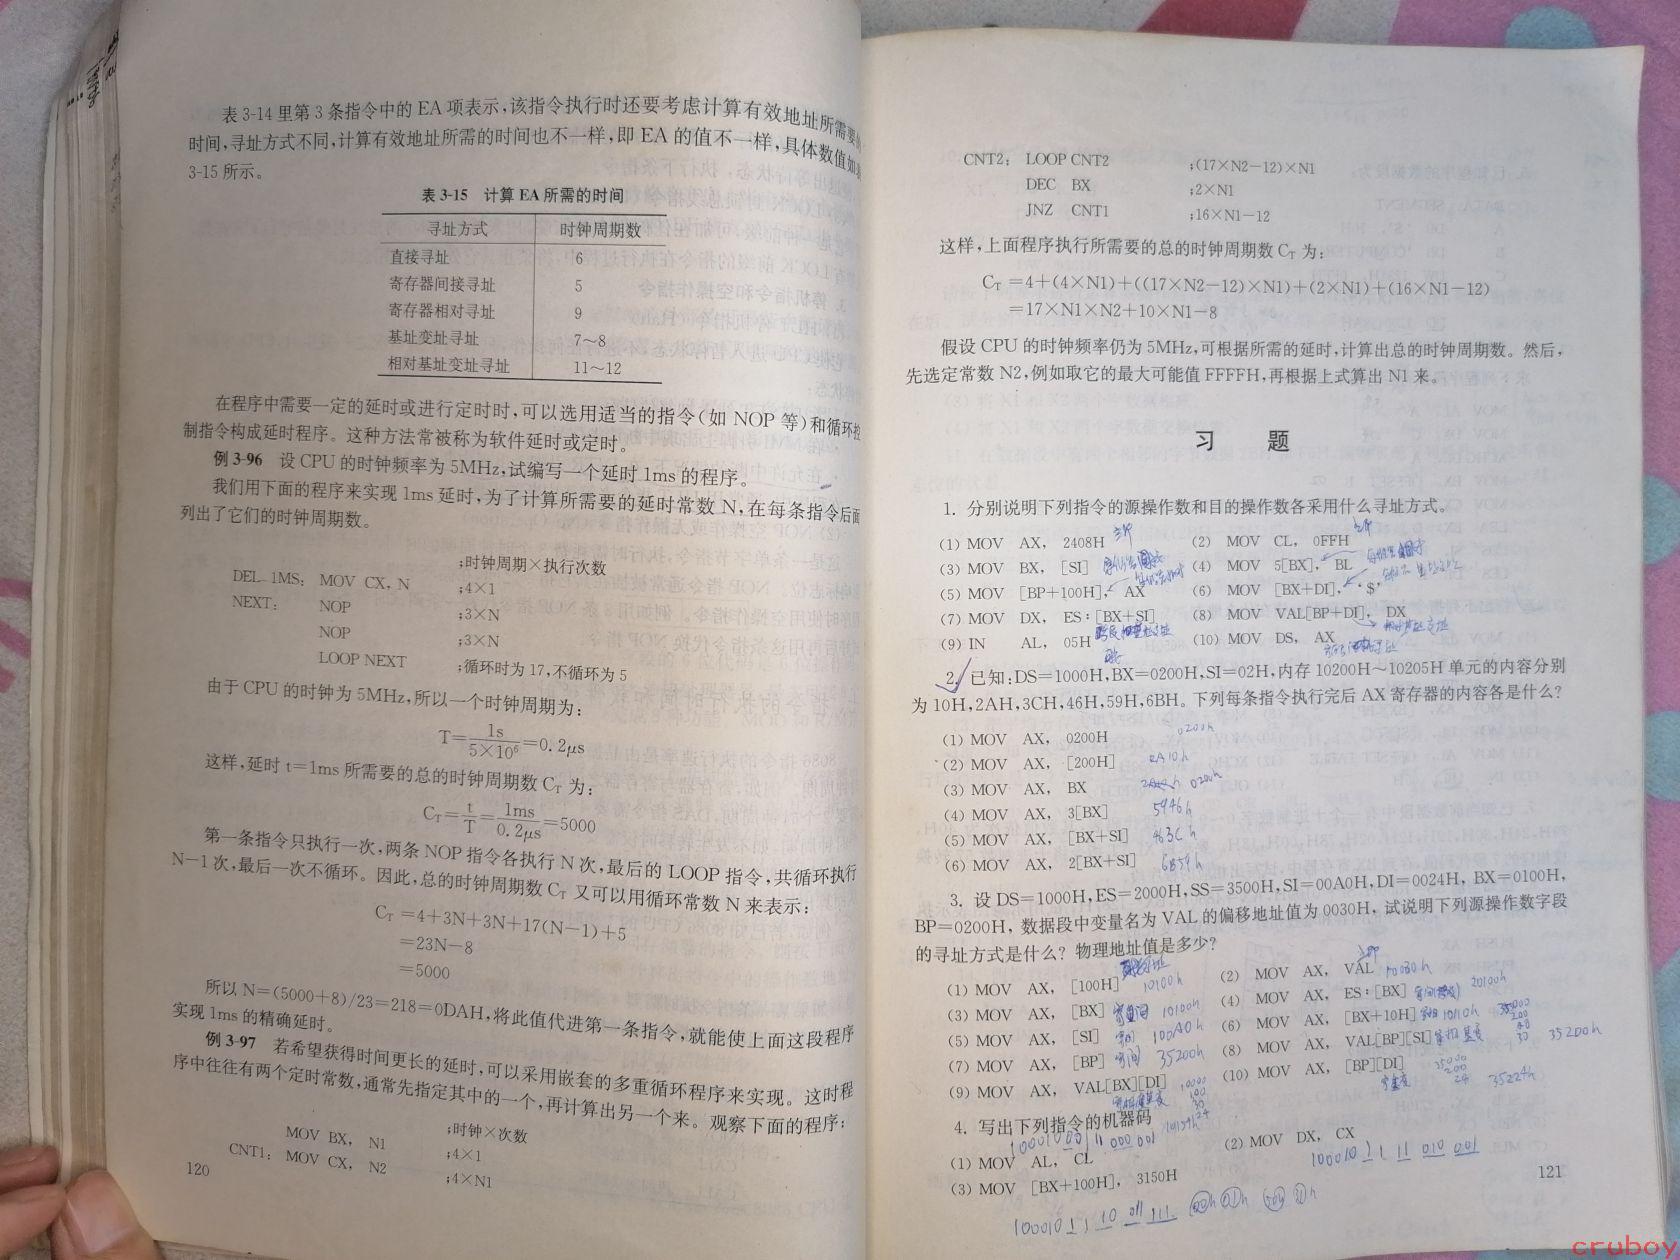 表3-14里第3条指令中的EA项表示,该指令执行时还要考虑计算有效地址所需要
时间,寻址方式不同,计算有效地址所需的时间也不一样,即EA的值不一样,具体数值如
3-15所示。
表3-15 计算EA所需的时间
寻址方式 时钟周期数
直接寻址 6
寄存器间接寻址 5
寄存器相对寻址 9
基址变址寻址 7~8
相对基址变址寻址 11~12
在程序中需要一定的延时或进行定时时,可以选用适当的指令(如NOP等)和循环控
制指令构成延时程序。这种方法常被称为软件延时或定时。
例3-96 设CPU的时钟频率为5MHz,试编写一个延时1ms的程序。
我们用下面的程序来实现1ms延时,为了计算所需要的延时常数N,在每条指令后面
列出了它们的时钟周期数。
;时钟周期×执行次数
DEL_1MS: MOV CX, N ;4×1
NEXT: NOP ;3×N
NOP ;3×N
LOOP NEXT ;循环时为17,不循环为5
由于CPU的时钟为5MHz,所以一个时钟周期为:
T=1s/5×10⁶=0.2μs
这样,延时t=1ms所需要的总的时钟周期数CT为:
CT=t/T=1ms/0.2μs=5000
第一条指令只执行一次,两条NOP指令各执行N次,最后的LOOP指令,共循环执行
N-1次,最后一次不循环。因此,总的时钟周期数CT又可以用循环常数N来表示:
CT=4+3N+3N+17(N-1)+5
=23N-8
=5000
所以N=(5000+8)/23=218=0DAH,将此值代进第一条指令,就能使上面这段程序
实现1ms的精确延时。
例3-97 若希望获得时间更长的延时,可以采用嵌套的多重循环程序来实现。这时程
序中往往有两个定时常数,通常先指定其中的一个,再计算出另一个来。观察下面的程序:
;时钟×次数
MOV BX, N1 ;4×1
CNT1: MOV CX, N2 ;4×N1
120
CNT2: LOOP CNT2 ;(17×N2-12)×N1
DEC BX ;2×N1
JNZ CNT1 ;16×N1-12
这样,上面程序执行所需要的总的时钟周期数CT为:
CT=4+(4×N1)+((17×N2-12)×N1)+(2×N1)+(16×N1-12)
=17×N1×N2+10×N1-8
假设CPU的时钟频率仍为5MHz,可根据所需的延时,计算出总的时钟周期数。然后,
先选定常数N2,例如取它的最大可能值FFFFH,再根据上式算出N1来。
习 题
1. 分别说明下列指令的源操作数和目的操作数各采用什么寻址方式。
(1) MOV AX, 2408H 立即 (2) MOV CL, 0FFH 立即
(3) MOV BX, [SI] (4) MOV 5[BX], BL
(5) MOV [BP+100H], AX (6) MOV [BX+DI], '$'
(7) MOV DX, ES:[BX+SI] (8) MOV VAL[BP+DI], DX
(9) IN AL, 05H (10) MOV DS, AX
2. 已知:DS=1000H,BX=0200H,SI=02H,内存10200H~10205H单元的内容分别
为10H,2AH,3CH,46H,59H,6BH。下列每条指令执行完后AX寄存器的内容各是什么?
(1) MOV AX, 0200H 0200h
(2) MOV AX, [200H] 2A10h
(3) MOV AX, BX 0200h
(4) MOV AX, 3[BX] 5946h
(5) MOV AX, [BX+SI] 463Ch
(6) MOV AX, 2[BX+SI] 6B59h
3. 设DS=1000H,ES=2000H,SS=3500H,SI=00A0H,DI=0024H, BX=0100H,
BP=0200H, 数据段中变量名为VAL的偏移地址值为0030H, 试说明下列源操作数字段
的寻址方式是什么? 物理地址值是多少?
(1) MOV AX, [100H] 10100h (2) MOV AX, VAL 立即 10030h
(3) MOV AX, [BX] 10100h (4) MOV AX, ES:[BX] 20100h
(5) MOV AX, [SI] 寄间 100A0h (6) MOV AX, [BX+10H] 寄相 10110h
(7) MOV AX, [BP] 寄间 35200h (8) MOV AX, VAL[BP][SI] 35200h
(9) MOV AX, VAL[BX][DI] (10) MOV AX, [BP][DI] 35224h
4. 写出下列指令的机器码
(1) MOV AL, CL (2) MOV DX, CX
100010 11 11 010 001
(3) MOV [BX+100H], 3150H
121
cruboy